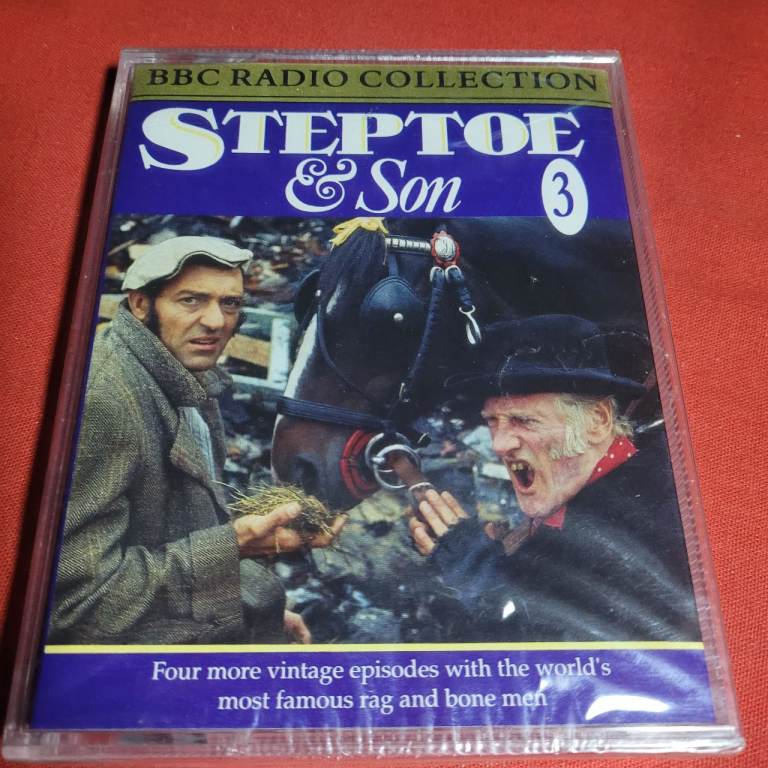 BBC RADIO COLLECTION
STEPTOE
& Son
3
Four more vintage episodes with the world's
most famous rag and bone men